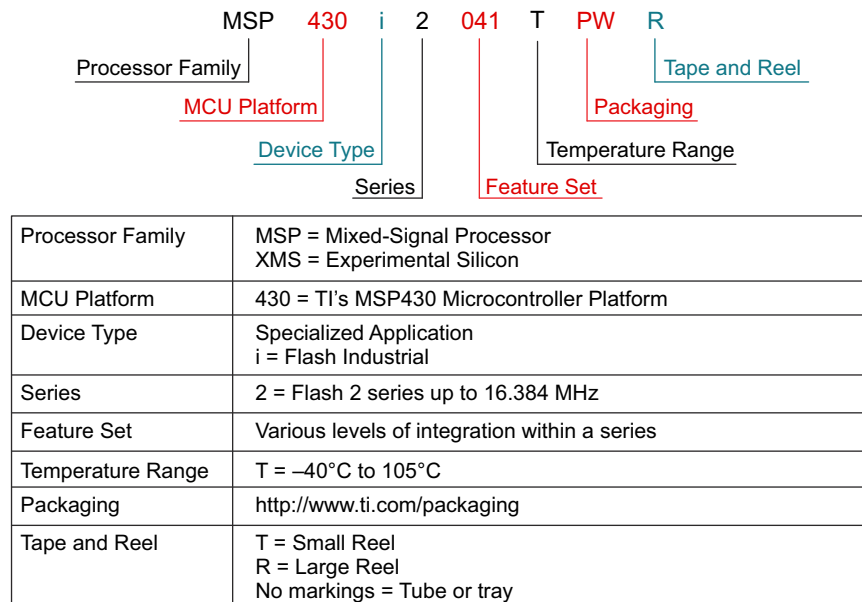 MSP 430 i 2 041 T PW R
Processor Family Tape and Reel
MCU Platform Packaging
Device Type Temperature Range
Series Feature Set
Processor Family MSP = Mixed-Signal Processor
XMS = Experimental Silicon
MCU Platform 430 = TI's MSP430 Microcontroller Platform
Device Type Specialized Application
i = Flash Industrial
Series 2 = Flash 2 series up to 16.384 MHz
Feature Set Various levels of integration within a series
Temperature Range T = –40°C to 105°C
Packaging http://www.ti.com/packaging
Tape and Reel T = Small Reel
R = Large Reel
No markings = Tube or tray